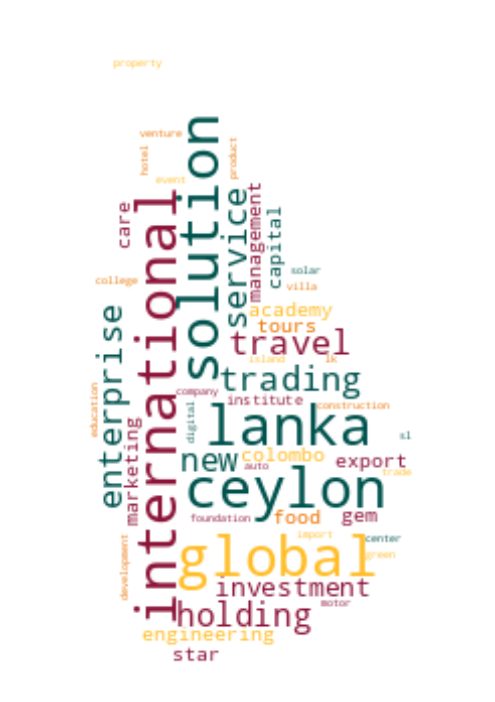 property
venture
hotel
product
event
solution
international
service
management
care
capital
solar
college
villa
enterprise
academy
tours
travel
island
lk
trading
company
institute
education
construction
lanka
digital
marketing
sl
new
colombo
auto
export
trade
ceylon
foundation
food
gem
import
center
development
global
green
investment
motor
holding
engineering
star